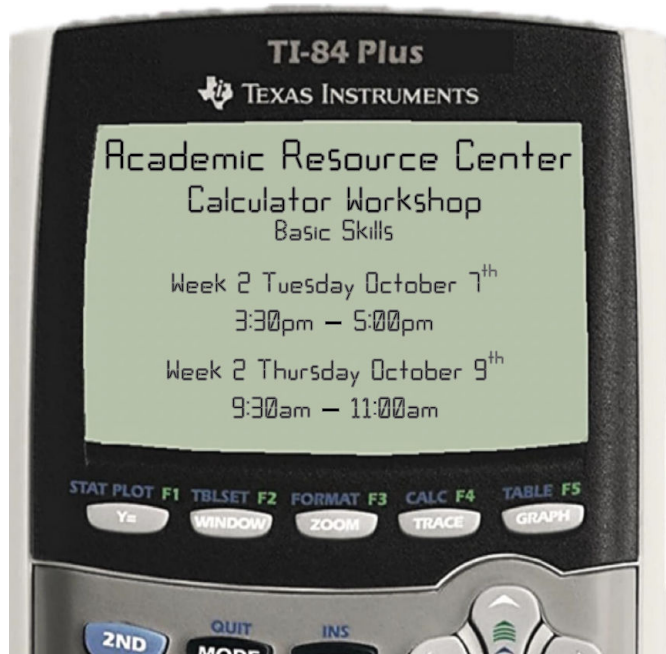 TI-84 Plus
TEXAS INSTRUMENTS
Academic Resource Center
Calculator Workshop
Basic Skills
Week 2 Tuesday October 7th
3:30pm – 5:00pm
Week 2 Thursday October 9th
9:30am – 11:00am
STAT PLOT F1 TBLSET F2 FORMAT F3 CALC F4 TABLE F5
Y= WINDOW ZOOM TRACE GRAPH
QUIT INS
2ND MODE